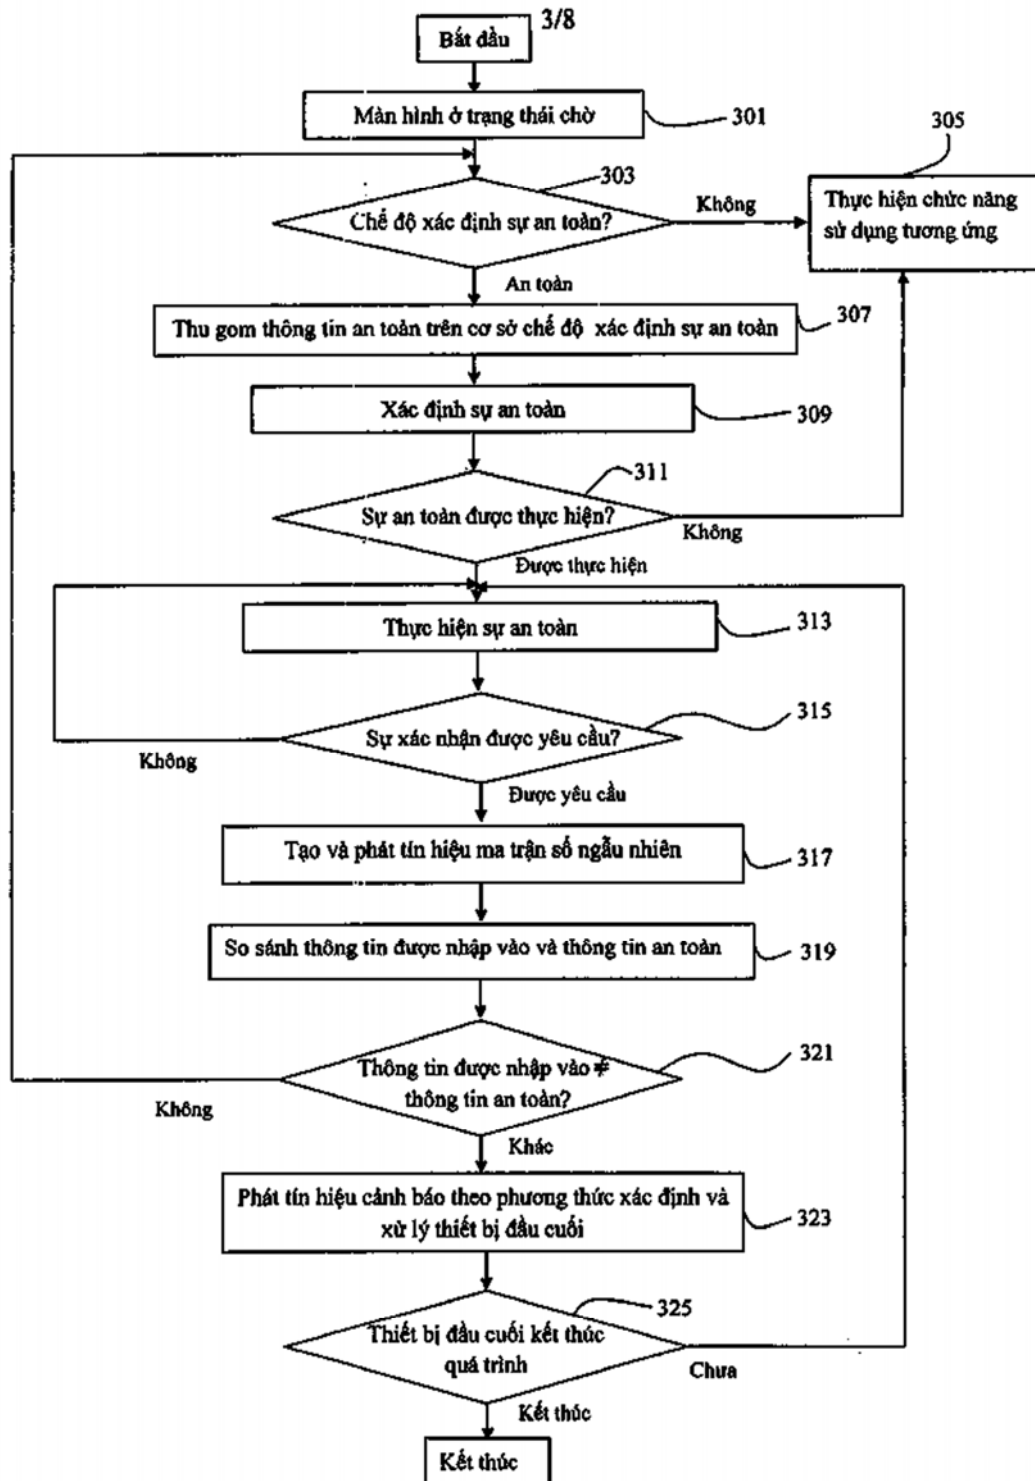 3/8
Bắt đầu
Màn hình ở trạng thái chờ
301
305
303
Chế độ xác định sự an toàn?
Không
Thực hiện chức năng
sử dụng tương ứng
An toàn
Thu gom thông tin an toàn trên cơ sở chế độ xác định sự an toàn
307
Xác định sự an toàn
309
311
Sự an toàn được thực hiện?
Không
Được thực hiện
Thực hiện sự an toàn
313
Sự xác nhận được yêu cầu?
315
Không
Được yêu cầu
Tạo và phát tín hiệu ma trận số ngẫu nhiên
317
So sánh thông tin được nhập vào và thông tin an toàn
319
Thông tin được nhập vào ≠
thông tin an toàn?
321
Không
Khác
Phát tín hiệu cảnh báo theo phương thức xác định và
xử lý thiết bị đầu cuối
323
325
Thiết bị đầu cuối kết thúc
quá trình
Chưa
Kết thúc
Kết thúc